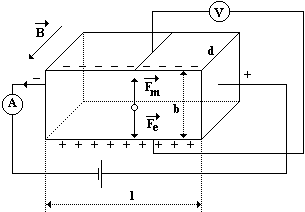 V
B
d
− − − − − − − − −
−
+
A
Fm
b
Fe
+ + + + + + + + +
l